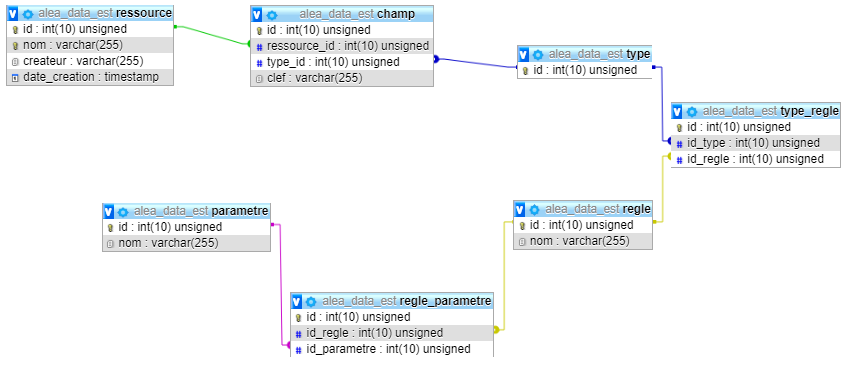 alea_data_est ressource
id : int(10) unsigned
nom : varchar(255)
createur : varchar(255)
date_creation : timestamp
alea_data_est champ
id : int(10) unsigned
ressource_id : int(10) unsigned
type_id : int(10) unsigned
clef : varchar(255)
alea_data_est type
id : int(10) unsigned
alea_data_est type_regle
id : int(10) unsigned
id_type : int(10) unsigned
id_regle : int(10) unsigned
alea_data_est parametre
id : int(10) unsigned
nom : varchar(255)
alea_data_est regle
id : int(10) unsigned
nom : varchar(255)
alea_data_est regle_parametre
id : int(10) unsigned
id_regle : int(10) unsigned
id_parametre : int(10) unsigned